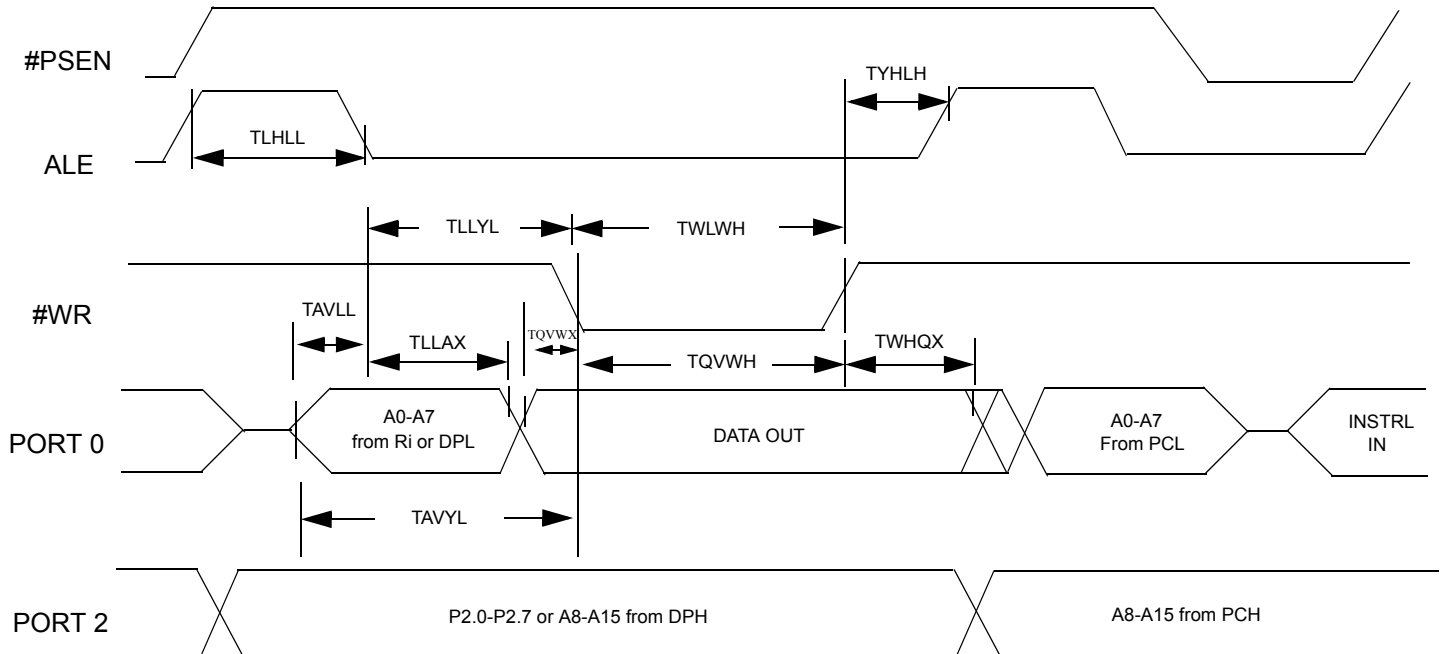 #PSEN
TYHLH
TLHLL
ALE
TLLYL
TWLWH
#WR
TAVLL
TLLAX
TQVWX
TQVWH
TWHQX
PORT 0
A0-A7
from Ri or DPL
DATA OUT
A0-A7
From PCL
INSTRL
IN
TAVYL
PORT 2
P2.0-P2.7 or A8-A15 from DPH
A8-A15 from PCH